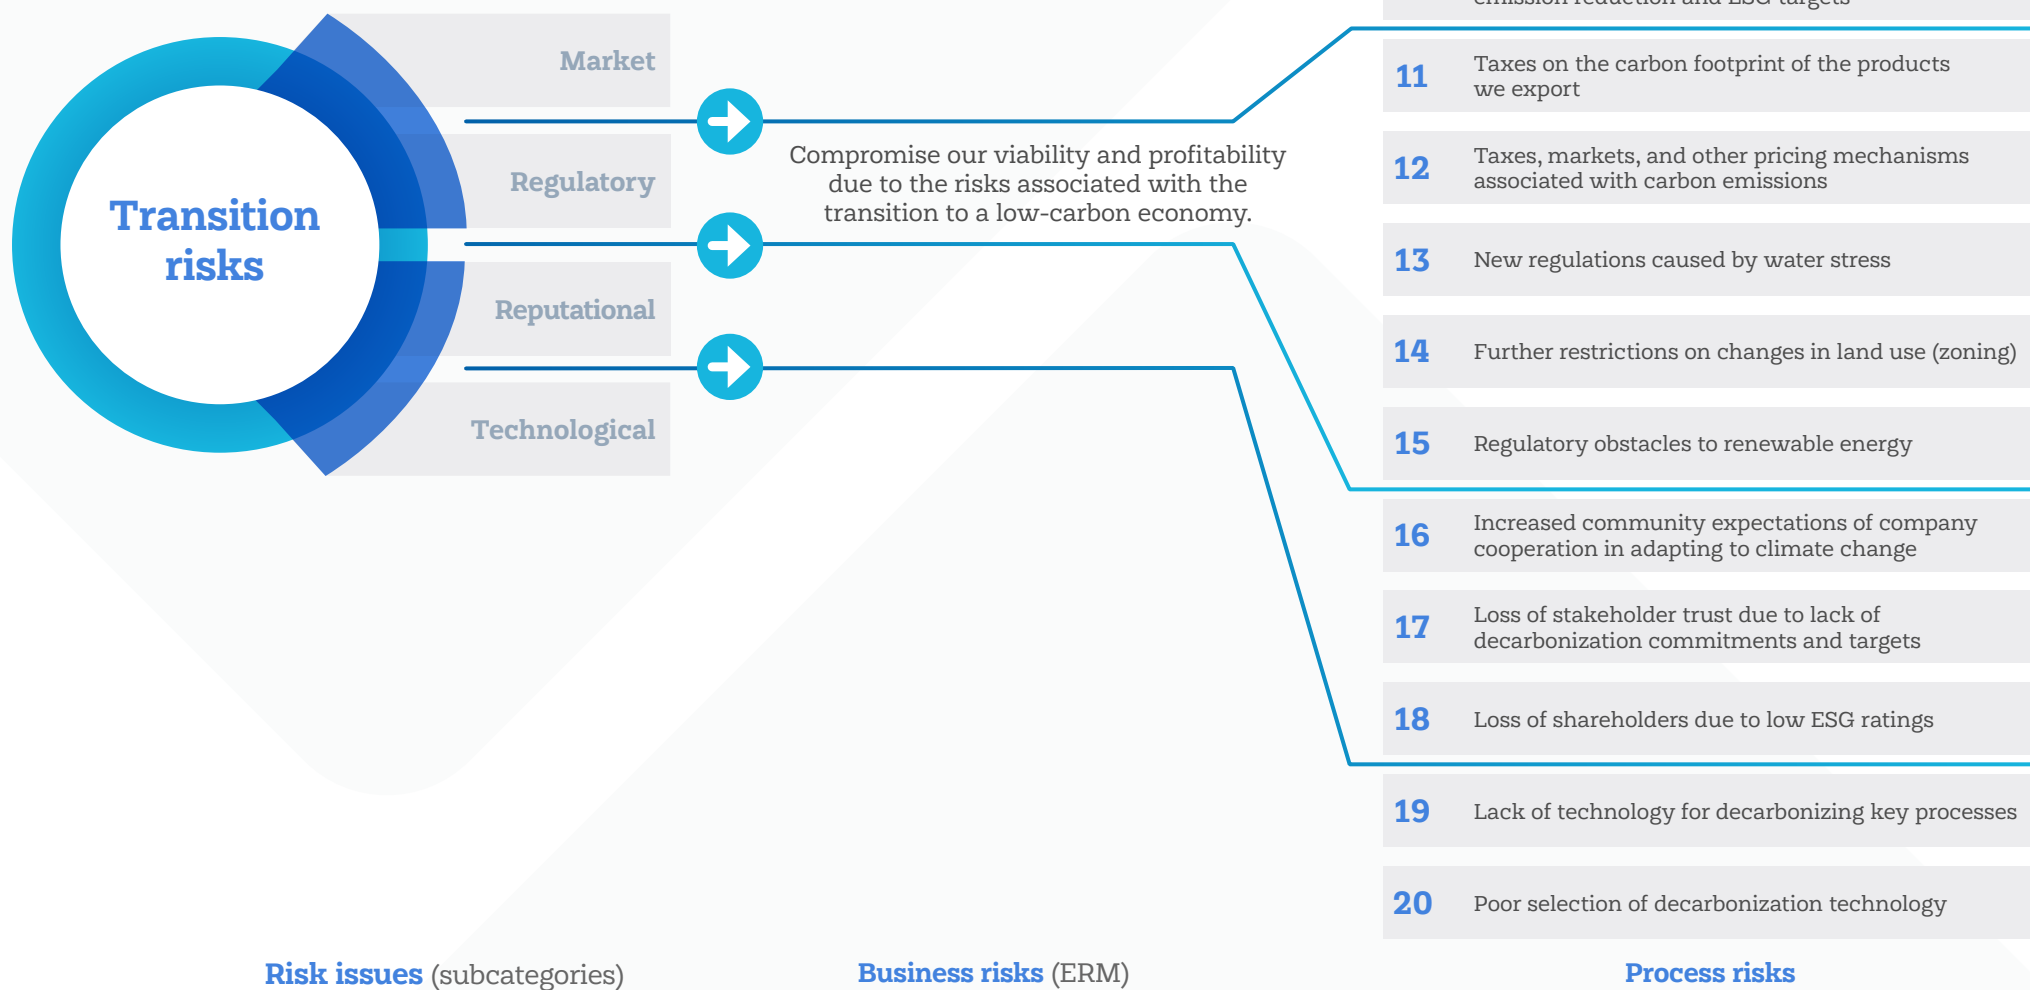 Transition
risks
Market
Regulatory
Reputational
Technological
Compromise our viability and profitability
due to the risks associated with the
transition to a low-carbon economy.
emission reduction and ESG targets
11
Taxes on the carbon footprint of the products
we export
12
Taxes, markets, and other pricing mechanisms
associated with carbon emissions
13
New regulations caused by water stress
14
Further restrictions on changes in land use (zoning)
15
Regulatory obstacles to renewable energy
16
Increased community expectations of company
cooperation in adapting to climate change
17
Loss of stakeholder trust due to lack of
decarbonization commitments and targets
18
Loss of shareholders due to low ESG ratings
19
Lack of technology for decarbonizing key processes
20
Poor selection of decarbonization technology
Risk issues (subcategories)
Business risks (ERM)
Process risks